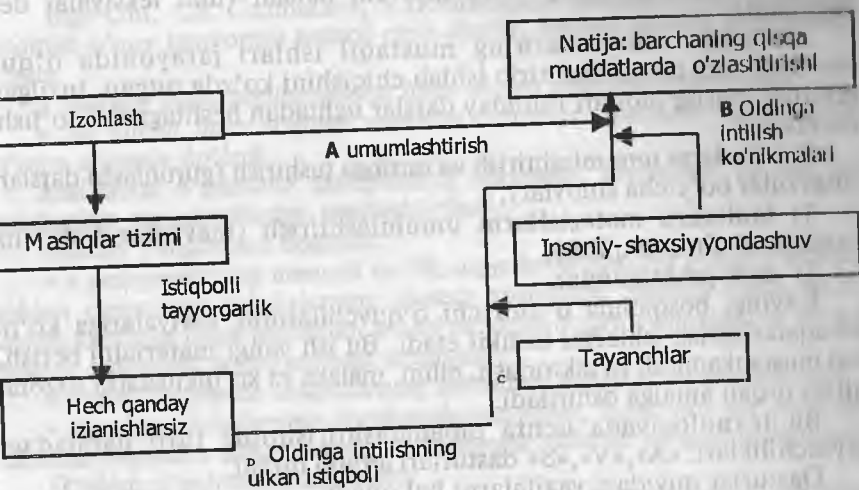 Natija: barchaning qisqa
muddatlarda o'zlashtirishi
Izohlash
A umumlashtirish
B Oldinga
intilish
ko'nikmalari
Mashqlar tizimi
Insoniy-shaxsiy yondashuv
Istiqbolli
tayyorgarlik
Tayanchlar
c
Hech qanday
izlanishlarsiz
D Oldinga intilishning
ulkan istiqboli